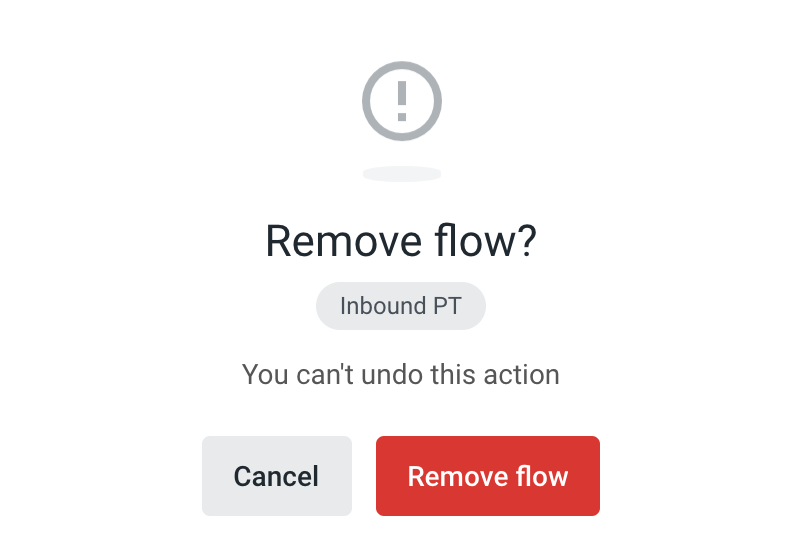 Remove flow?
Inbound PT
You can't undo this action
Cancel
Remove flow